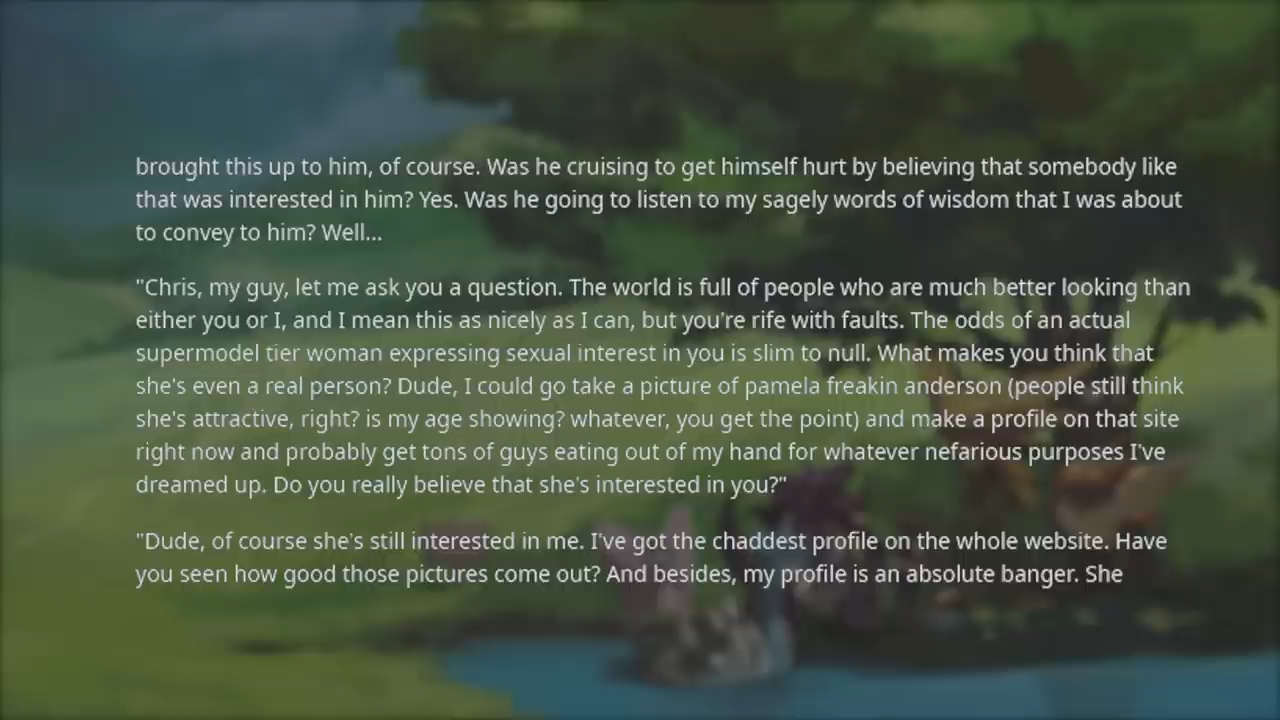 brought this up to him, of course. Was he cruising to get himself hurt by believing that somebody like
that was interested in him? Yes. Was he going to listen to my sagely words of wisdom that I was about
to convey to him? Well...
"Chris, my guy, let me ask you a question. The world is full of people who are much better looking than
either you or I, and I mean this as nicely as I can, but you're rife with faults. The odds of an actual
supermodel tier woman expressing sexual interest in you is slim to null. What makes you think that
she's even a real person? Dude, I could go take a picture of pamela freakin anderson (people still think
she's attractive, right? is my age showing? whatever, you get the point) and make a profile on that site
right now and probably get tons of guys eating out of my hand for whatever nefarious purposes I've
dreamed up. Do you really believe that she's interested in you?"
"Dude, of course she's still interested in me. I've got the chaddest profile on the whole website. Have
you seen how good those pictures come out? And besides, my profile is an absolute banger. She